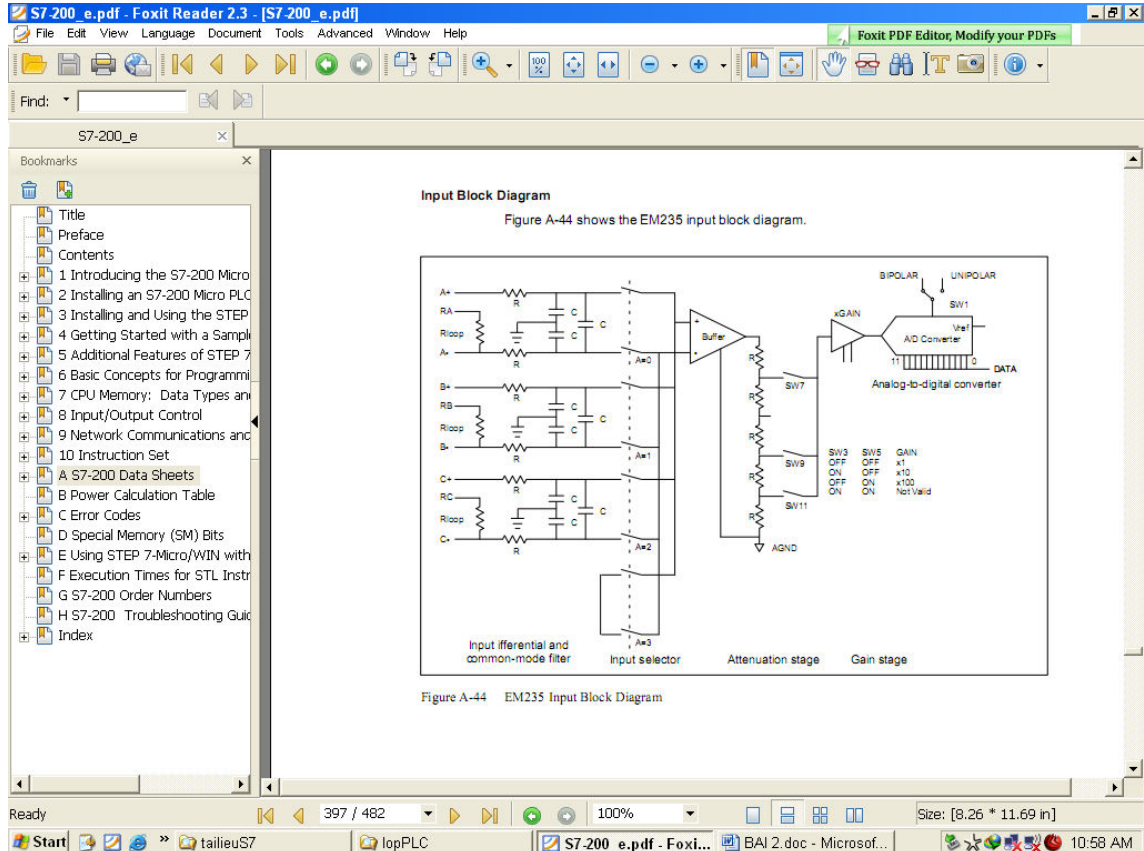 S7-200_e.pdf - Foxit Reader 2.3 - [S7-200_e.pdf]
File Edit View Language Document Tools Advanced Window Help
Foxit PDF Editor, Modify your PDFs
Find:
S7-200_e
Bookmarks
Title
Preface
Contents
1 Introducing the S7-200 Micro
2 Installing an S7-200 Micro PLC
3 Installing and Using the STEP
4 Getting Started with a Sampl
5 Additional Features of STEP 7
6 Basic Concepts for Programmi
7 CPU Memory: Data Types an
8 Input/Output Control
9 Network Communications and
10 Instruction Set
A S7-200 Data Sheets
B Power Calculation Table
C Error Codes
D Special Memory (SM) Bits
E Using STEP 7-Micro/WIN with
F Execution Times for STL Instr
G S7-200 Order Numbers
H S7-200 Troubleshooting Guid
Index
Input Block Diagram
Figure A-44 shows the EM235 input block diagram.
A+
R
RA
C
C
Rloop
C
A-
R
A=0
B+
R
RB
C
C
Rloop
C
B-
R
A=1
C+
R
RC
C
C
Rloop
C
C-
R
A=2
A=3
+
Buffer
-
R
R
R
R
R
SW7
SW9
SW11
AGND
xGAIN
BIPOLAR UNIPOLAR
SW1
Vref
A/D Converter
11 0
DATA
Analog-to-digital converter
SW3 SW5 GAIN
OFF OFF x1
ON OFF x10
OFF ON x100
ON ON Not Valid
Input ifferential and
common-mode filter
Input selector
Attenuation stage
Gain stage
Figure A-44 EM235 Input Block Diagram
Ready
397 / 482
100%
Size: [8.26 * 11.69 in]
Start
tailieuS7
lopPLC
S7-200_e.pdf - Foxi...
BAI 2.doc - Microsof...
10:58 AM